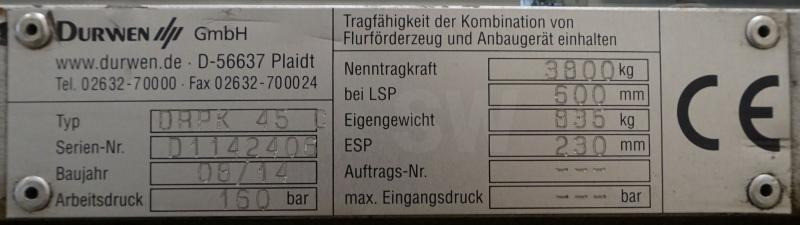 DURWEN GmbH
www.durwen.de · D-56637 Plaidt
Tel. 02632-70000 · Fax 02632-700024
Typ DRPK 45 C
Serien-Nr. D1142406
Baujahr 08/14
Arbeitsdruck 160 bar
Tragfähigkeit der Kombination von
Flurförderzeug und Anbaugerät einhalten
Nenntragkraft 3800 kg
bei LSP 600 mm
Eigengewicht 835 kg
ESP 230 mm
Auftrags-Nr. ---
max. Eingangsdruck --- bar
CE